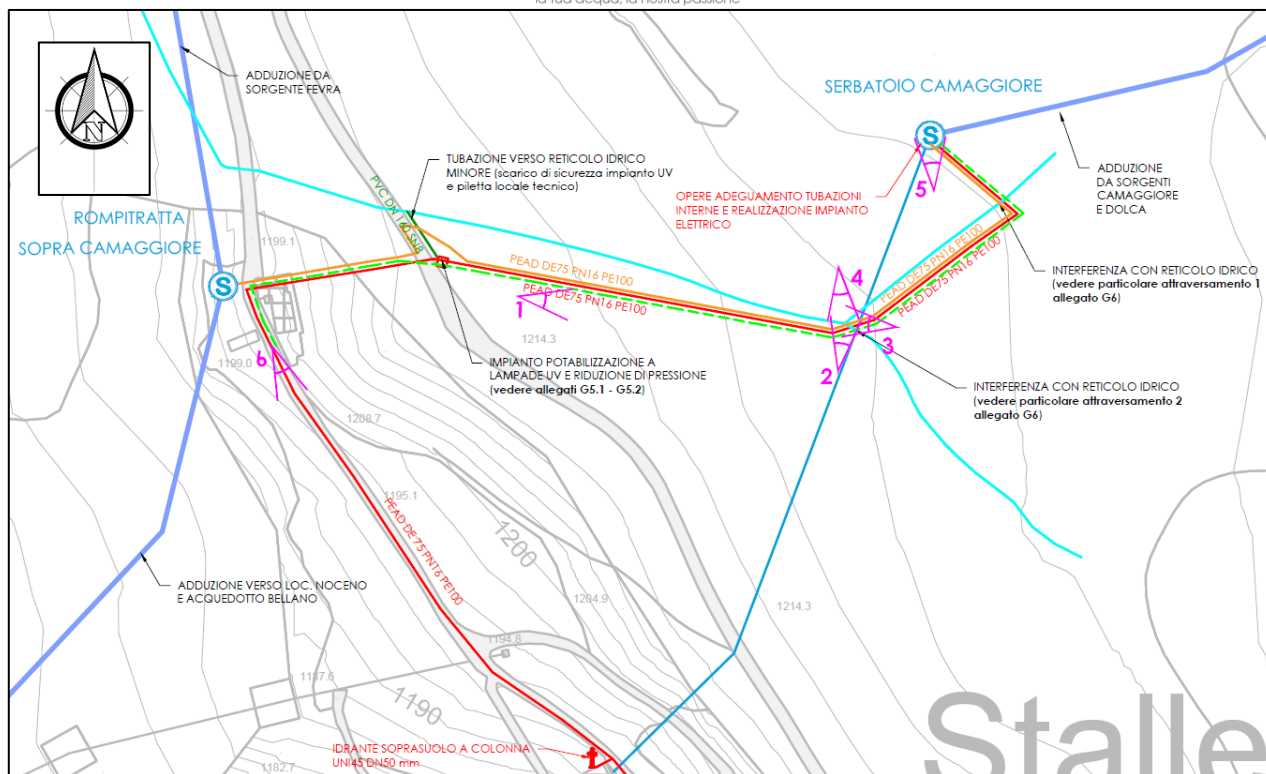 la tua acqua, la nostra passione
N
ADDUZIONE DA
SORGENTE FEVRA
SERBATOIO CAMAGGIORE
S
TUBAZIONE VERSO RETICOLO IDRICO
MINORE (scarico di sicurezza impianto UV
e piletta locale tecnico)
PVC DN 160 SN8
ADDUZIONE
DA SORGENTI
CAMAGGIORE
E DOLCA
5
OPERE ADEGUAMENTO TUBAZIONI
INTERNE E REALIZZAZIONE IMPIANTO
ELETTRICO
ROMPITRATTA
SOPRA CAMAGGIORE
1199.1
S
PEAD DE75 PN16 PE100
PEAD DE75 PN16 PE100
PEAD DE75 PN16 PE100
PEAD DE75 PN16 PE100
INTERFERENZA CON RETICOLO IDRICO
(vedere particolare attraversamento 1
allegato G6)
4
1
3
2
1214.3
6
1199.0
IMPIANTO POTABILIZZAZIONE A
LAMPADE UV E RIDUZIONE DI PRESSIONE
(vedere allegati G5.1 - G5.2)
INTERFERENZA CON RETICOLO IDRICO
(vedere particolare attraversamento 2
allegato G6)
1208.7
1195.1
PEAD DE 75 PN16 PE100
1200
ADDUZIONE VERSO LOC. NOCENO
E ACQUEDOTTO BELLANO
1204.9
1214.3
1194.8
1187.6
1190
Stalle
IDRANTE SOPRASUOLO A COLONNA
UNI45 DN50 mm
1182.7